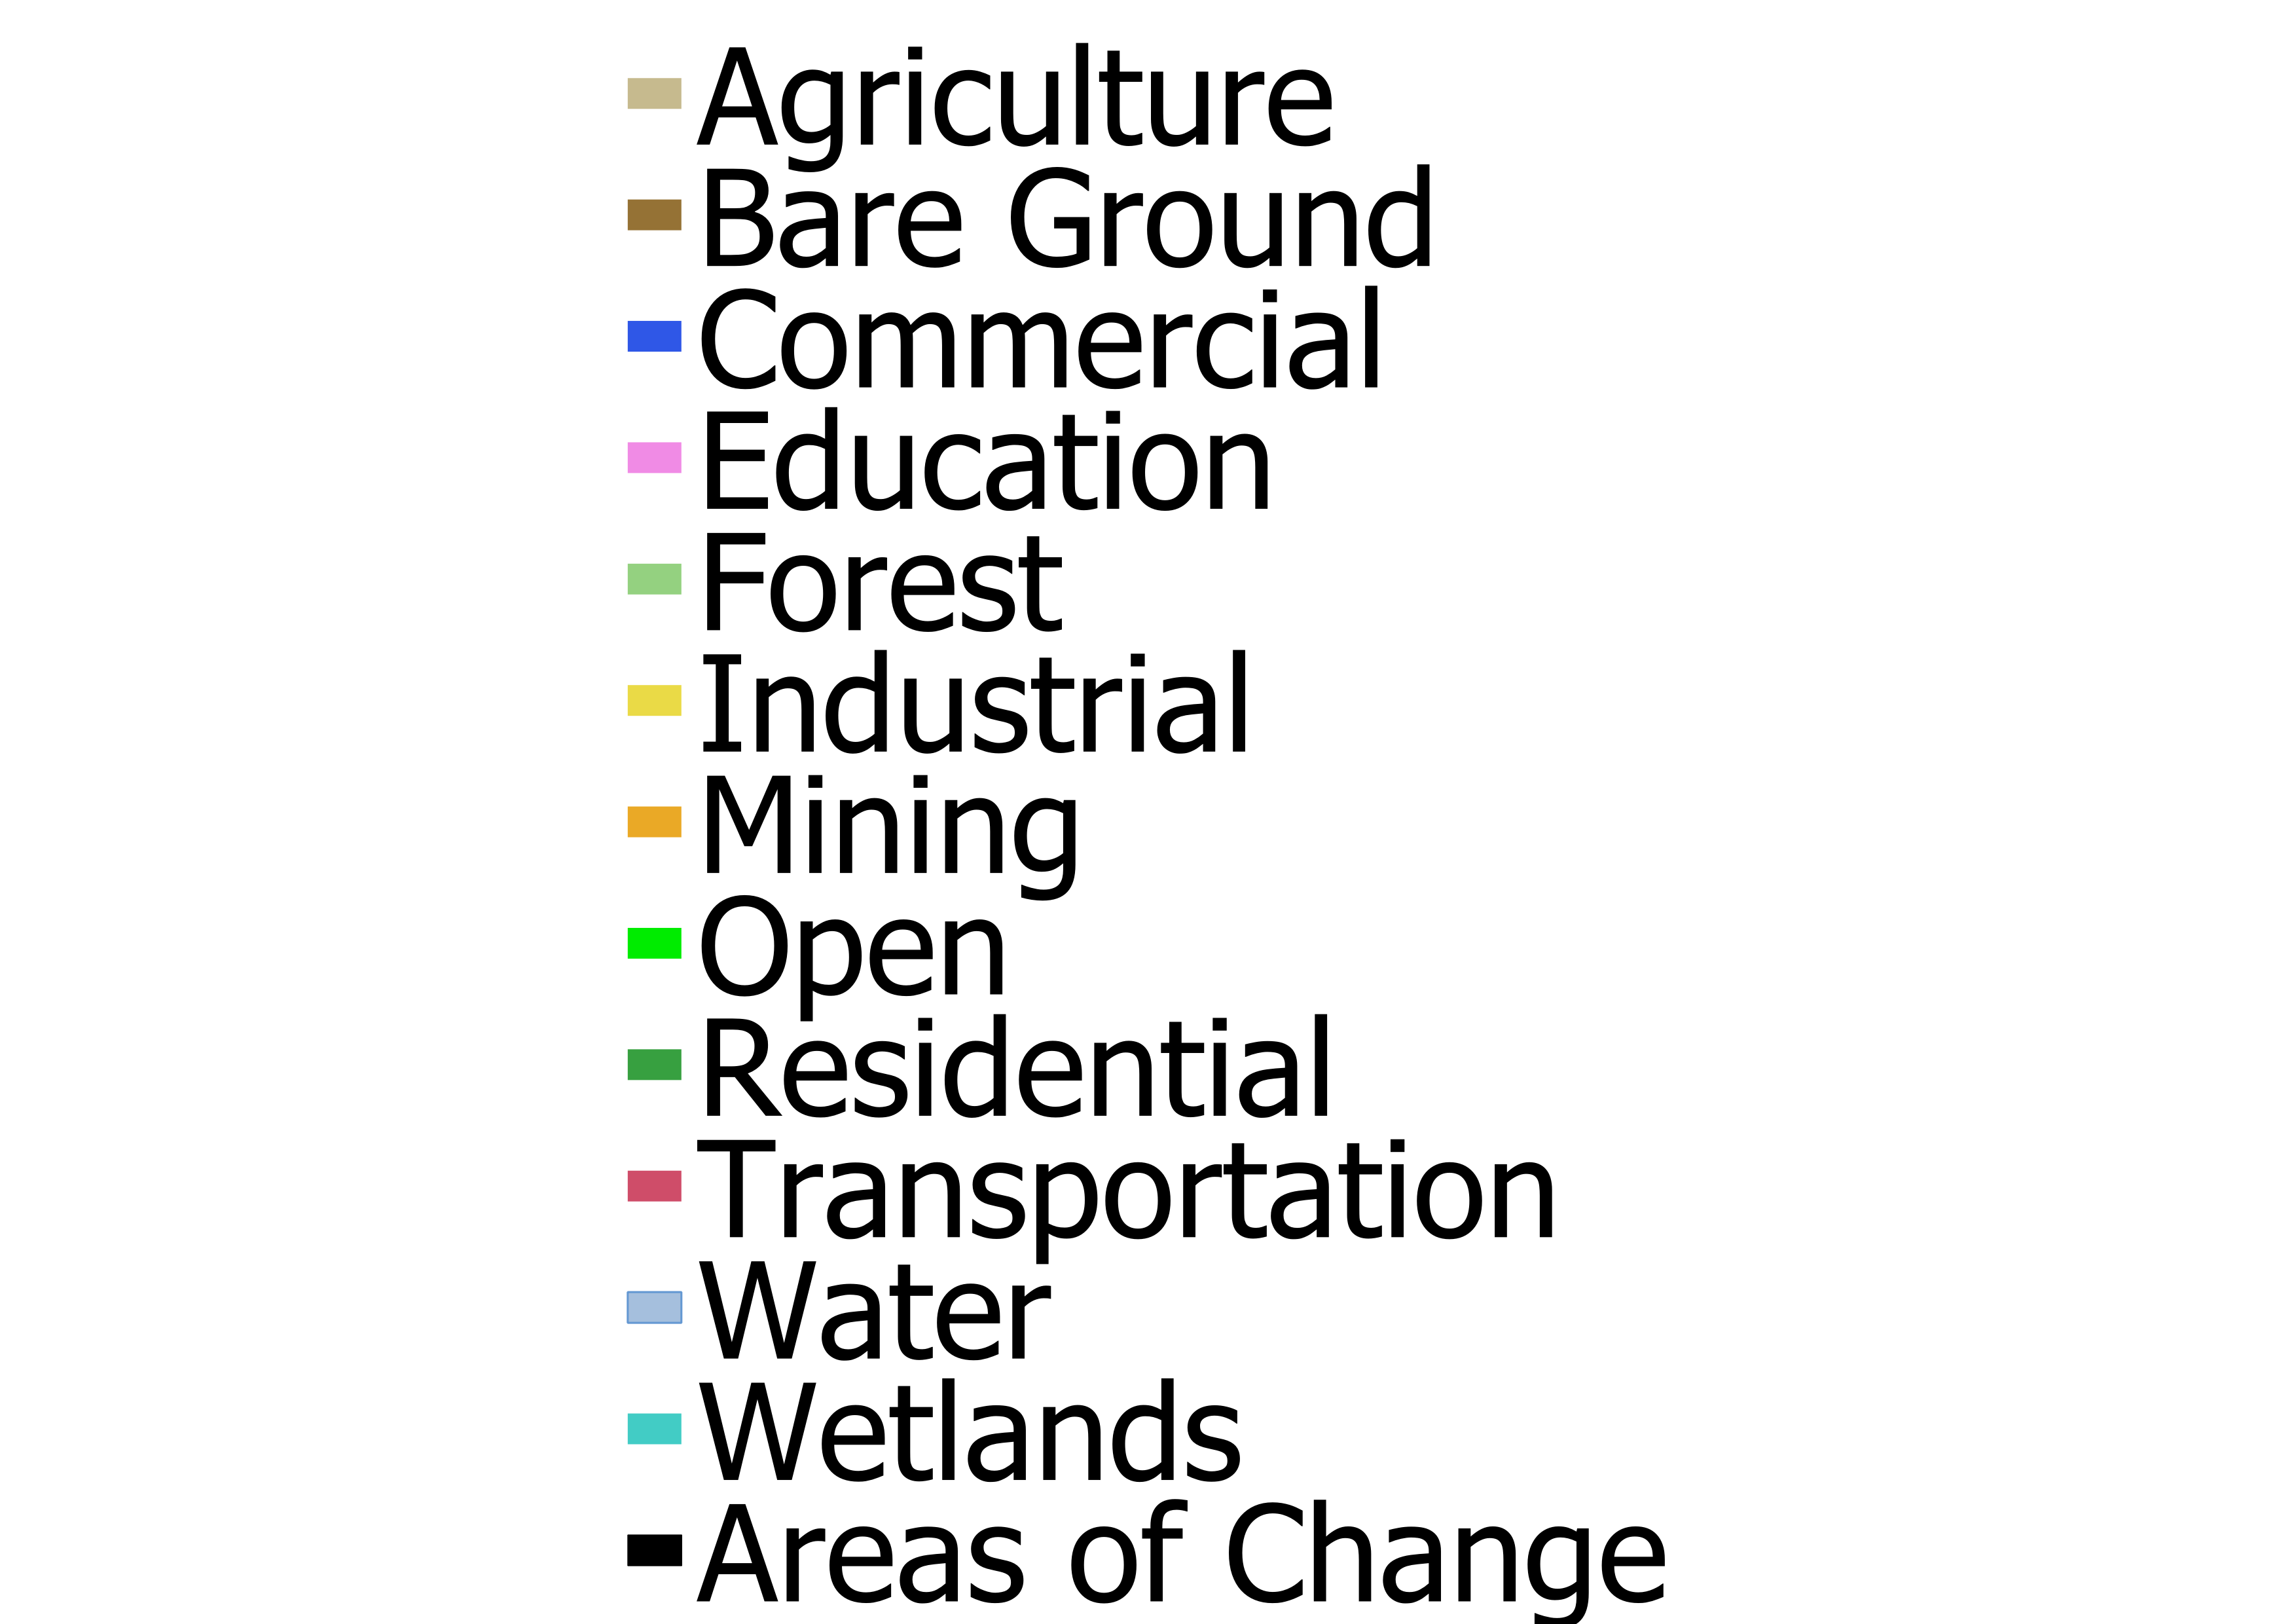 Agriculture
Bare Ground
Commercial
Education
Forest
Industrial
Mining
Open
Residential
Transportation
Water
Wetlands
Areas of Change